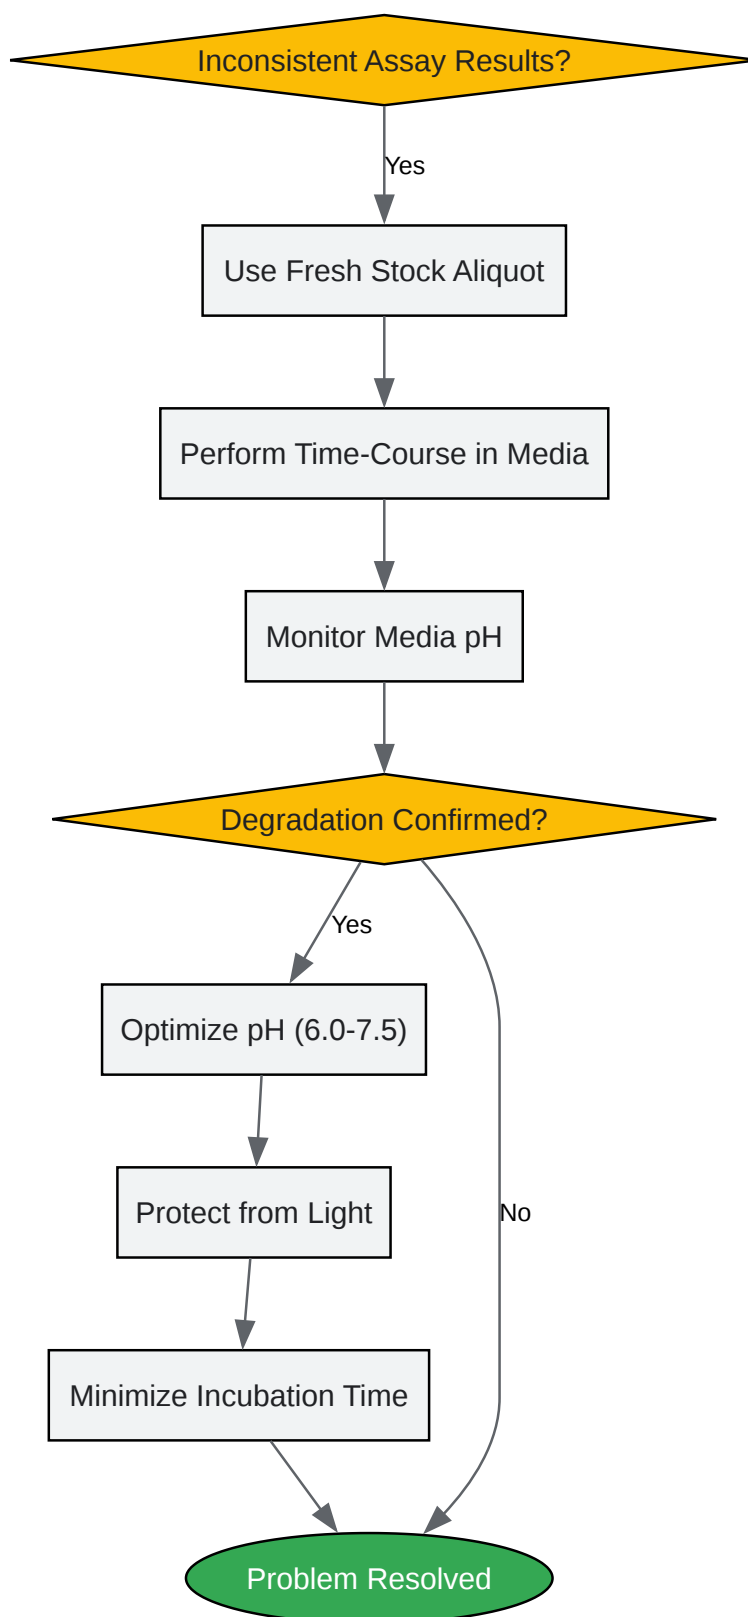 Inconsistent Assay Results?
Yes
Use Fresh Stock Aliquot
Perform Time-Course in Media
Monitor Media pH
Degradation Confirmed?
Yes
Optimize pH (6.0-7.5)
Protect from Light
No
Minimize Incubation Time
Problem Resolved